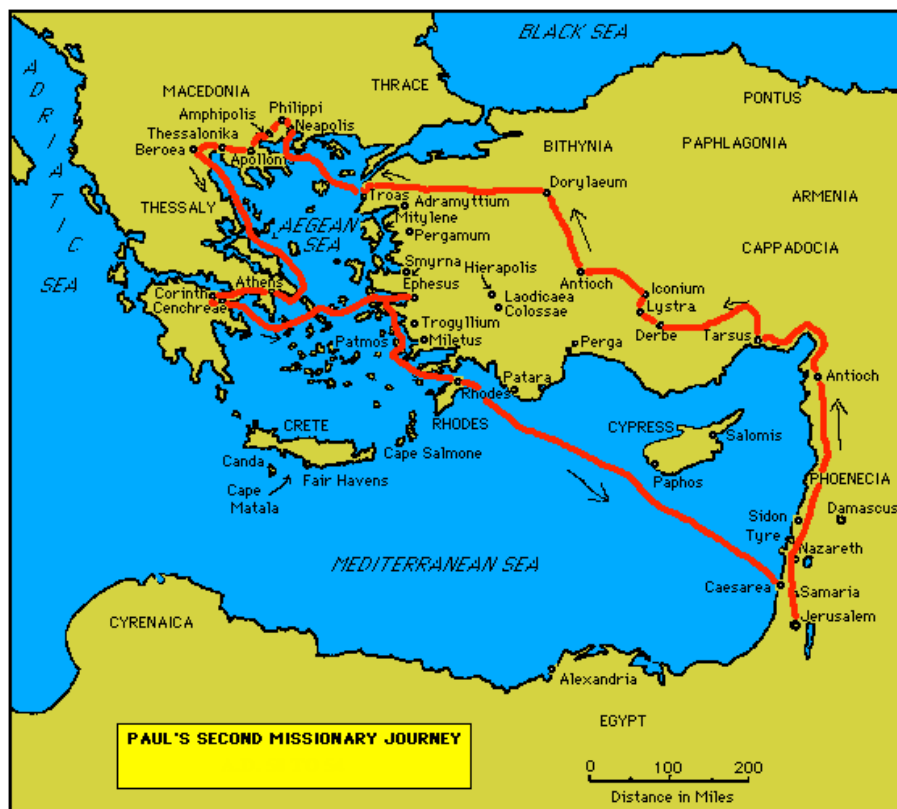 BLACK SEA
ADRIATIC SEA
THRACE
MACEDONIA
PONTUS
Philippi
Amphipolis
Neapolis
Thessalonika
BITHYNIA
PAPHLAGONIA
Beroea
Apollonia
Dorylaeum
Troas
Adramyttium
ARMENIA
THESSALY
Mitylene
AEGEAN
SEA
Pergamum
CAPPADOCIA
Smyrna
Hierapolis
Ephesus
Athens
Antioch
Iconium
Corinth
Laodicaea
Lystra
Cenchreae
Colossae
Trogyllium
Derbe
Tarsus
Patmos
Miletus
Perga
Antioch
Patara
Rhodes
RHODES
CRETE
CYPRESS
Salomis
Cape Salmone
Canda
Fair Havens
Paphos
PHOENECIA
Cape
Matala
Sidon
Damascus
Tyre
Nazareth
MEDITERRANEAN SEA
Caesarea
Samaria
Jerusalem
CYRENAICA
Alexandria
EGYPT
PAUL'S SECOND MISSIONARY JOURNEY
0 100 200
Distance in Miles